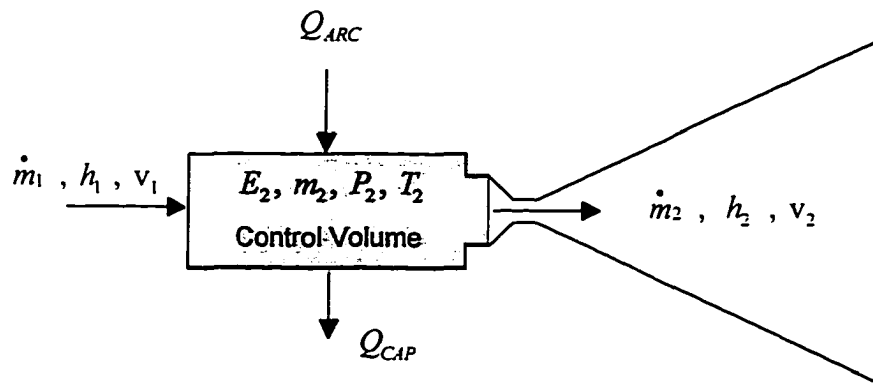 Q_ARC
ṁ₁ , h₁ , v₁
E₂, m₂, P₂, T₂
Control Volume
ṁ₂ , h₂ , v₂
Q_CAP